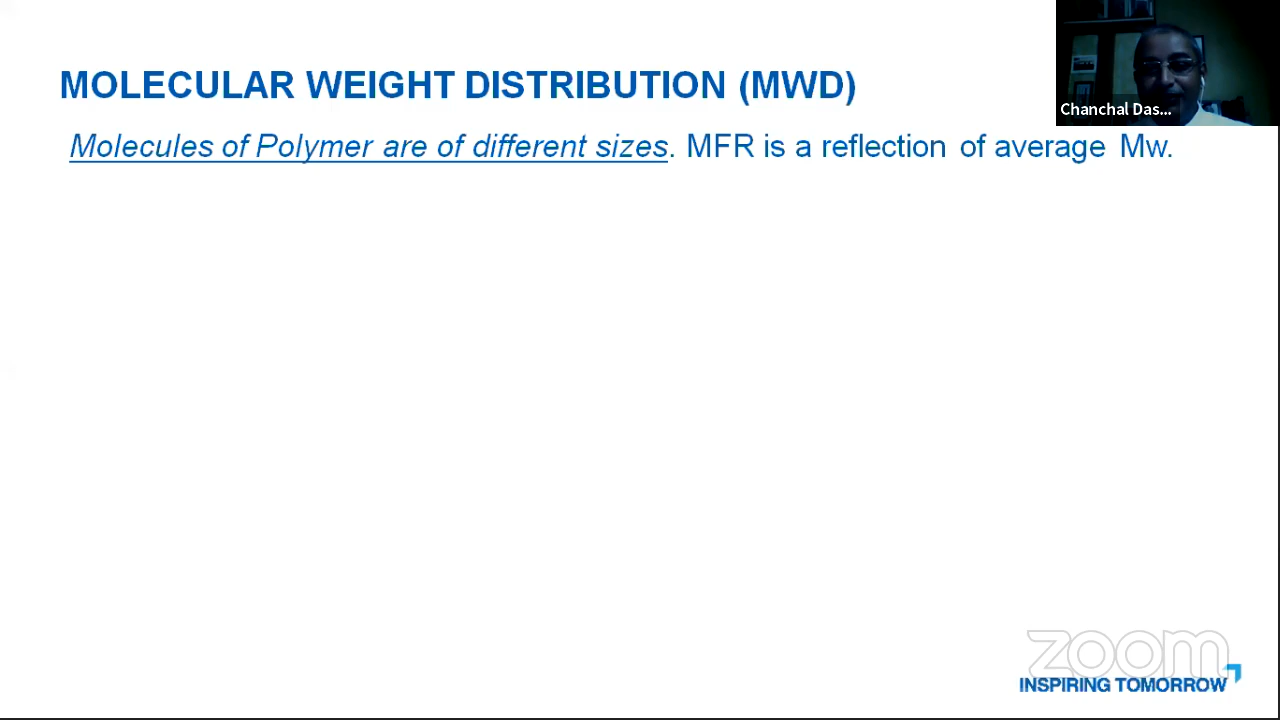 MOLECULAR WEIGHT DISTRIBUTION (MWD)
Chanchal Das...
Molecules of Polymer are of different sizes. MFR is a reflection of average Mw.
zoom
INSPIRING TOMORROW